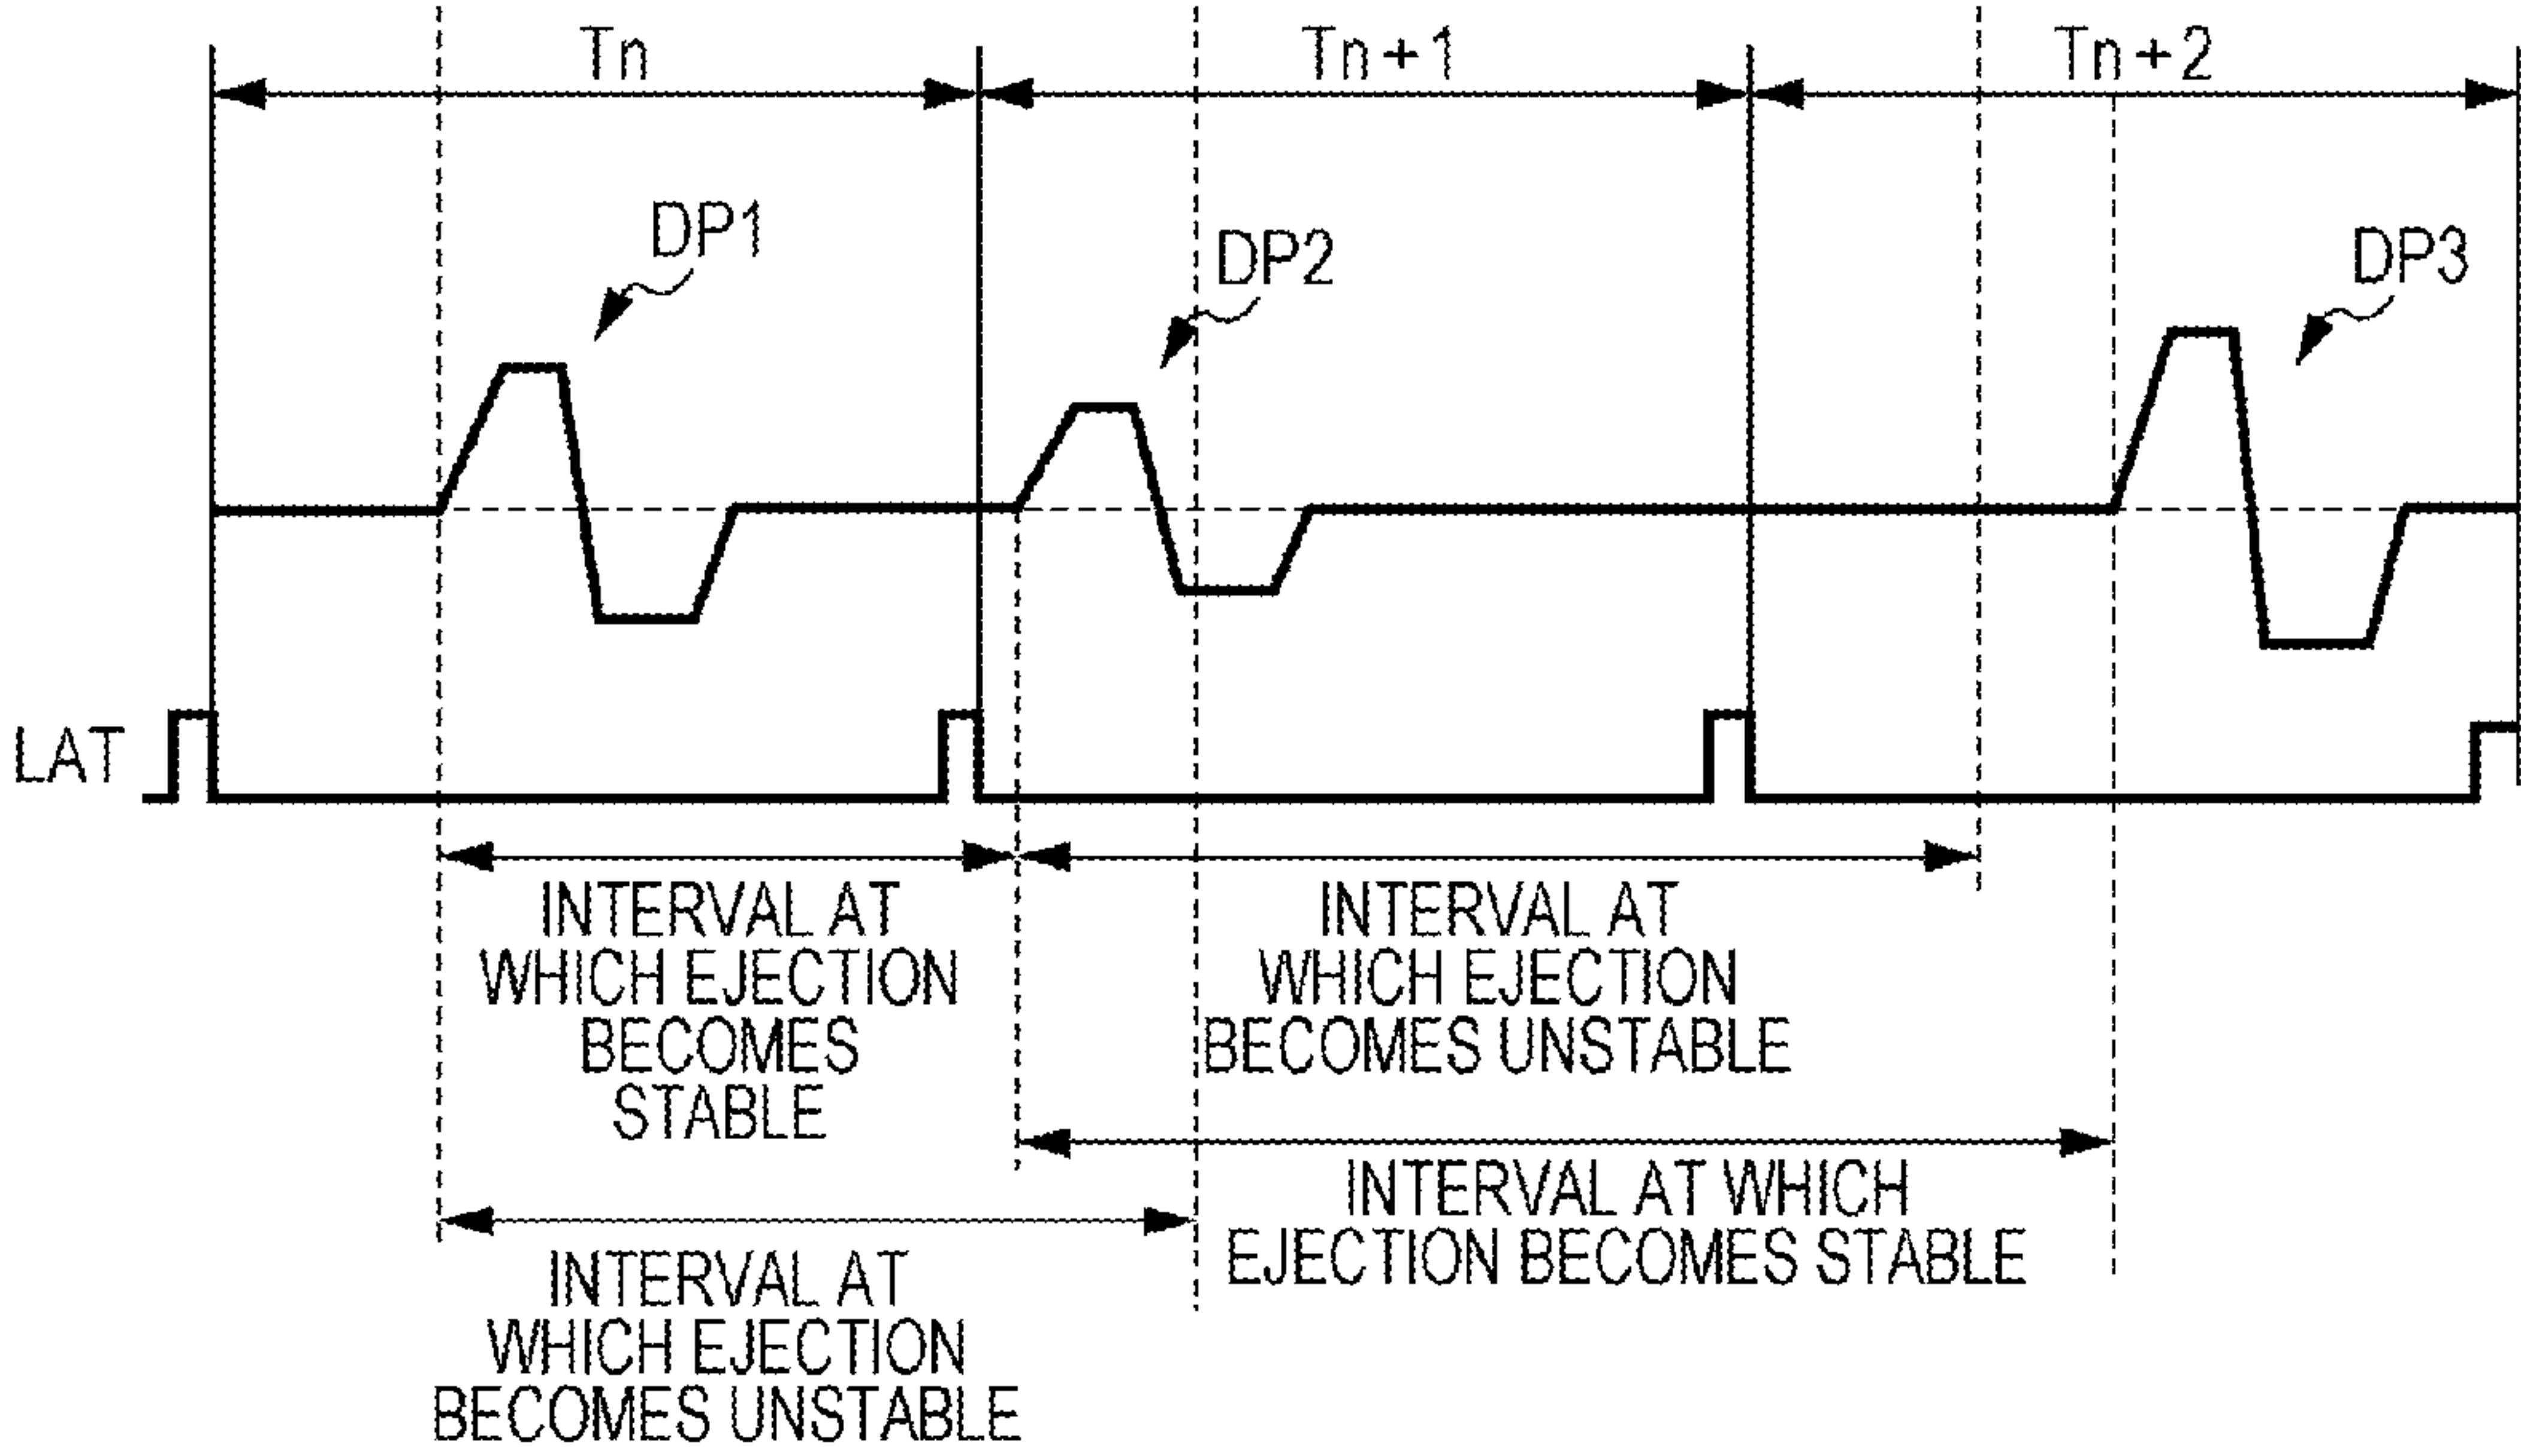 Tn
Tn + 1
Tn + 2
DP1
DP2
DP3
LAT
INTERVAL AT
WHICH EJECTION
BECOMES
STABLE
INTERVAL AT
WHICH EJECTION
BECOMES UNSTABLE
INTERVAL AT WHICH
EJECTION BECOMES STABLE
INTERVAL AT
WHICH EJECTION
BECOMES UNSTABLE